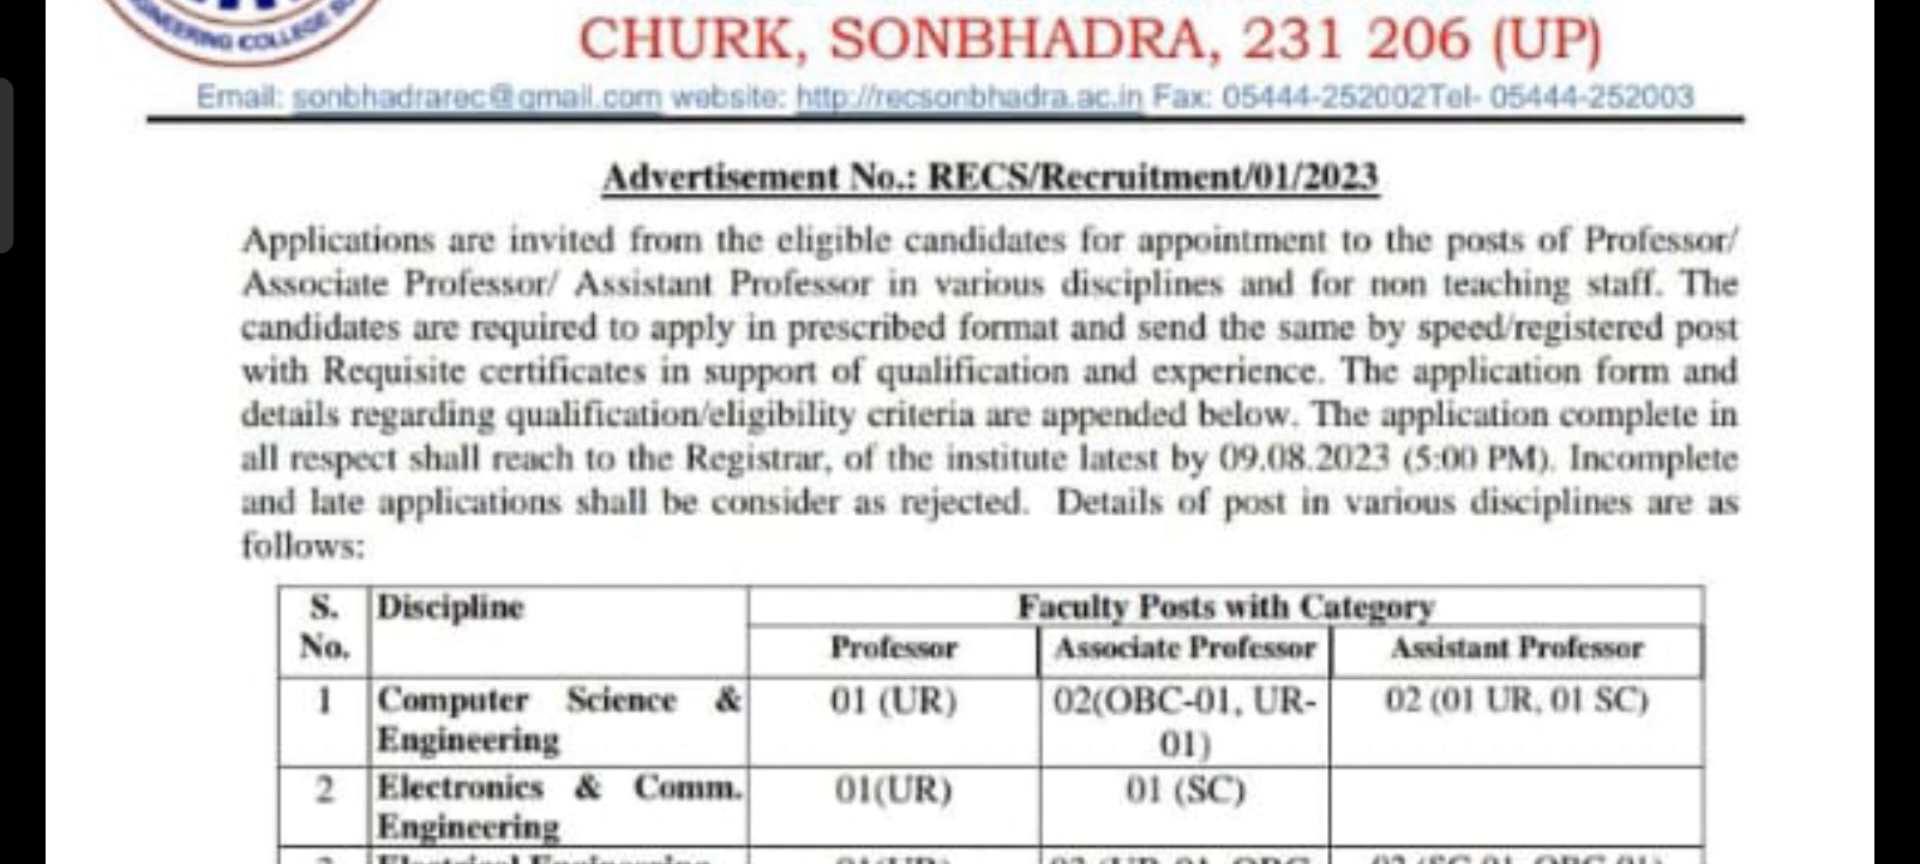 ENGINEERING COLLEGE
CHURK, SONBHADRA, 231 206 (UP)
Email: sonbhadrarec@gmail.com website: http://recsonbhadra.ac.in Fax: 05444-252002Tel- 05444-252003
Advertisement No.: RECS/Recruitment/01/2023
Applications are invited from the eligible candidates for appointment to the posts of Professor/
Associate Professor/ Assistant Professor in various disciplines and for non teaching staff. The
candidates are required to apply in prescribed format and send the same by speed/registered post
with Requisite certificates in support of qualification and experience. The application form and
details regarding qualification/eligibility criteria are appended below. The application complete in
all respect shall reach to the Registrar, of the institute latest by 09.08.2023 (5:00 PM). Incomplete
and late applications shall be consider as rejected. Details of post in various disciplines are as
follows:
S. No. Discipline Faculty Posts with Category
Professor Associate Professor Assistant Professor
1 Computer Science & 01 (UR) 02(OBC-01, UR- 02 (01 UR, 01 SC)
Engineering 01)
2 Electronics & Comm. 01(UR) 01 (SC)
Engineering
Electrical Engineering